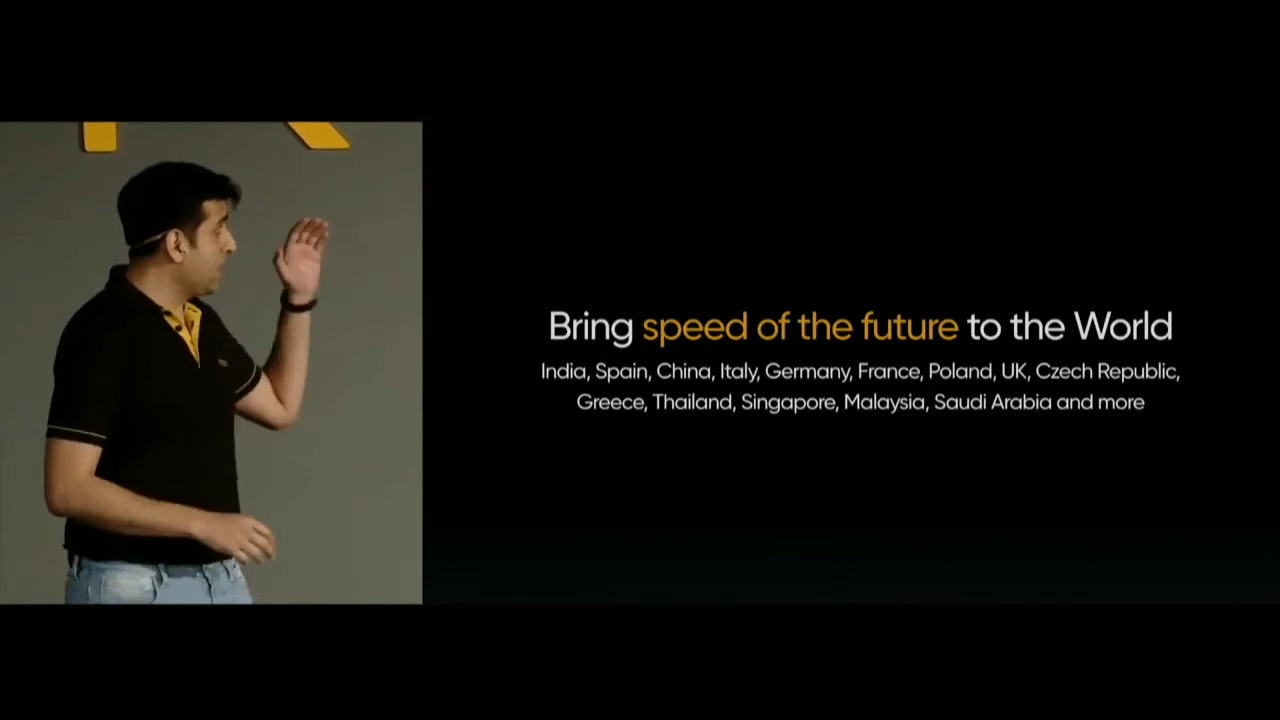 Bring speed of the future to the World
India, Spain, China, Italy, Germany, France, Poland, UK, Czech Republic,
Greece, Thailand, Singapore, Malaysia, Saudi Arabia and more